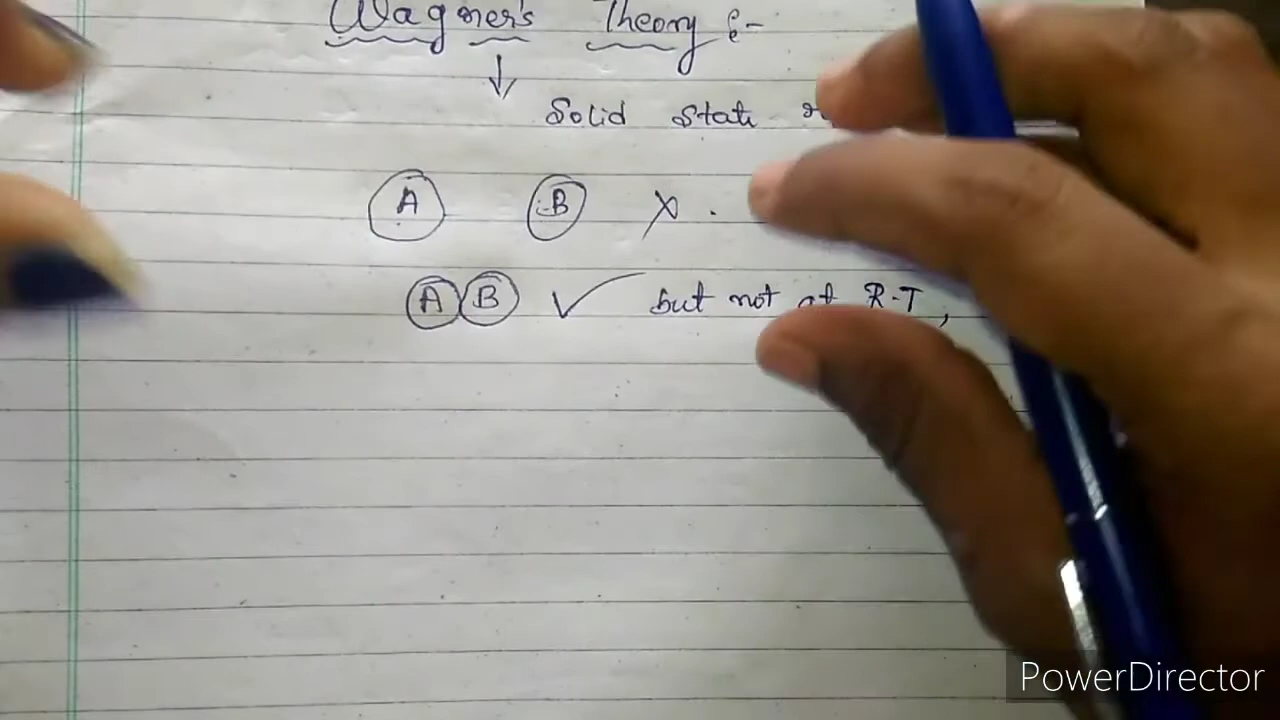 Wagner's Theory :-
↓
Solid State
A B X .
A B ✓ but not at R.T,
PowerDirector